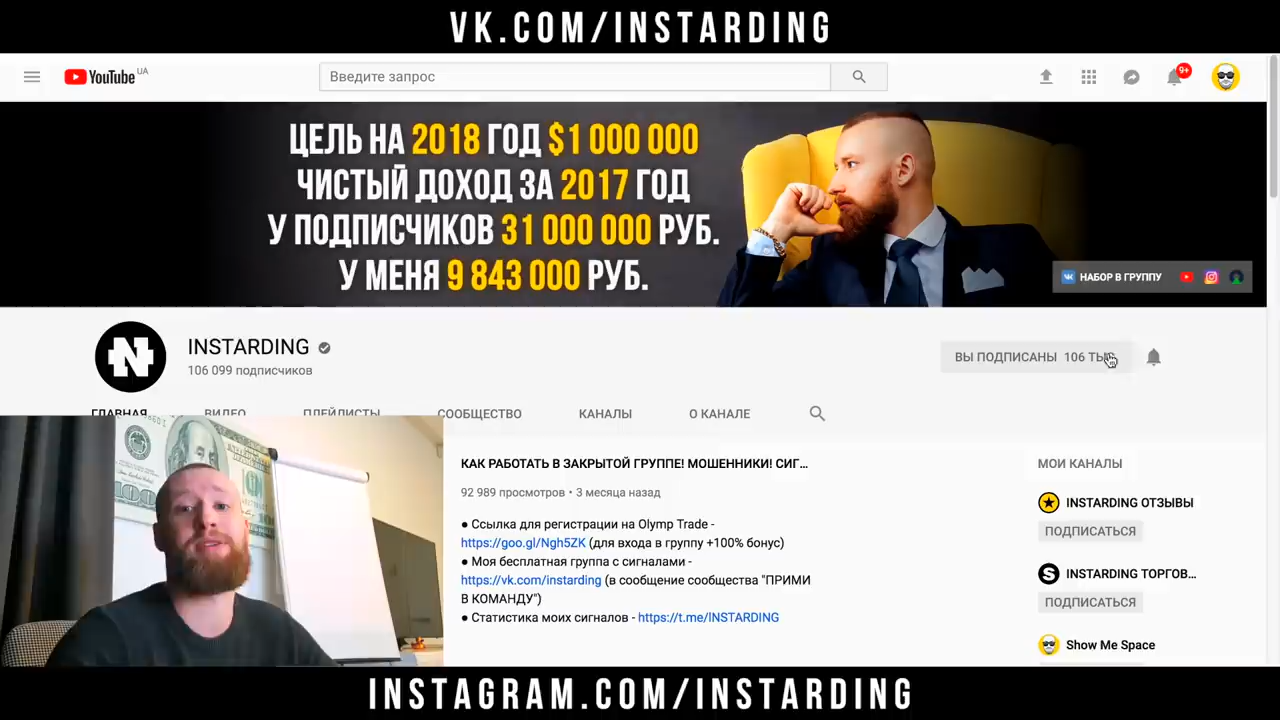 VK.COM/INSTARDING
YouTube UA
Введите запрос
9+
ЦЕЛЬ НА 2018 ГОД $1 000 000
ЧИСТЫЙ ДОХОД ЗА 2017 ГОД
У ПОДПИСЧИКОВ 31 000 000 РУБ.
У МЕНЯ 9 843 000 РУБ.
НАБОР В ГРУППУ
INSTARDING
106 099 подписчиков
ВЫ ПОДПИСАНЫ 106
ГЛАВНАЯ ВИДЕО ПЛЕЙЛИСТЫ СООБЩЕСТВО КАНАЛЫ О КАНАЛЕ
КАК РАБОТАТЬ В ЗАКРЫТОЙ ГРУППЕ! МОШЕННИКИ! СИГ...
92 989 просмотров • 3 месяца назад
● Ссылка для регистрации на Olymp Trade -
https://goo.gl/Ngh5ZK (для входа в группу +100% бонус)
● Моя бесплатная группа с сигналами -
https://vk.com/instarding (в сообщение сообщества "ПРИМИ
В КОМАНДУ")
● Статистика моих сигналов - https://t.me/INSTARDING
МОИ КАНАЛЫ
INSTARDING ОТЗЫВЫ
ПОДПИСАТЬСЯ
INSTARDING ТОРГОВ...
ПОДПИСАТЬСЯ
Show Me Space
100
INSTAGRAM.COM/INSTARDING